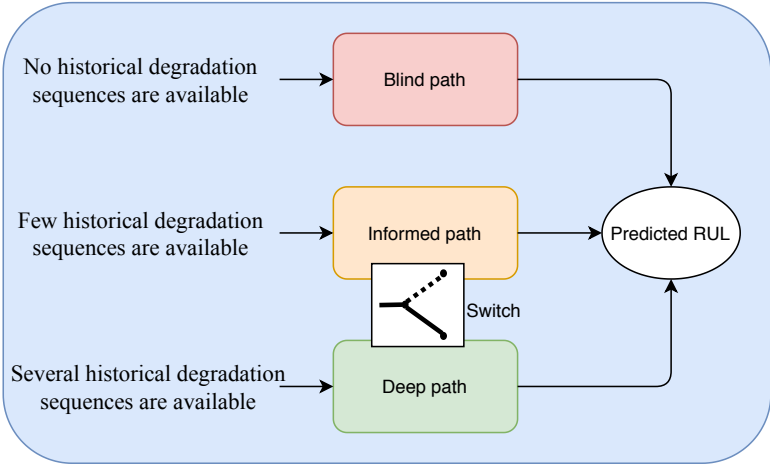 No historical degradation
sequences are available
Blind path
Few historical degradation
sequences are available
Informed path
Predicted RUL
Switch
Several historical degradation
sequences are available
Deep path